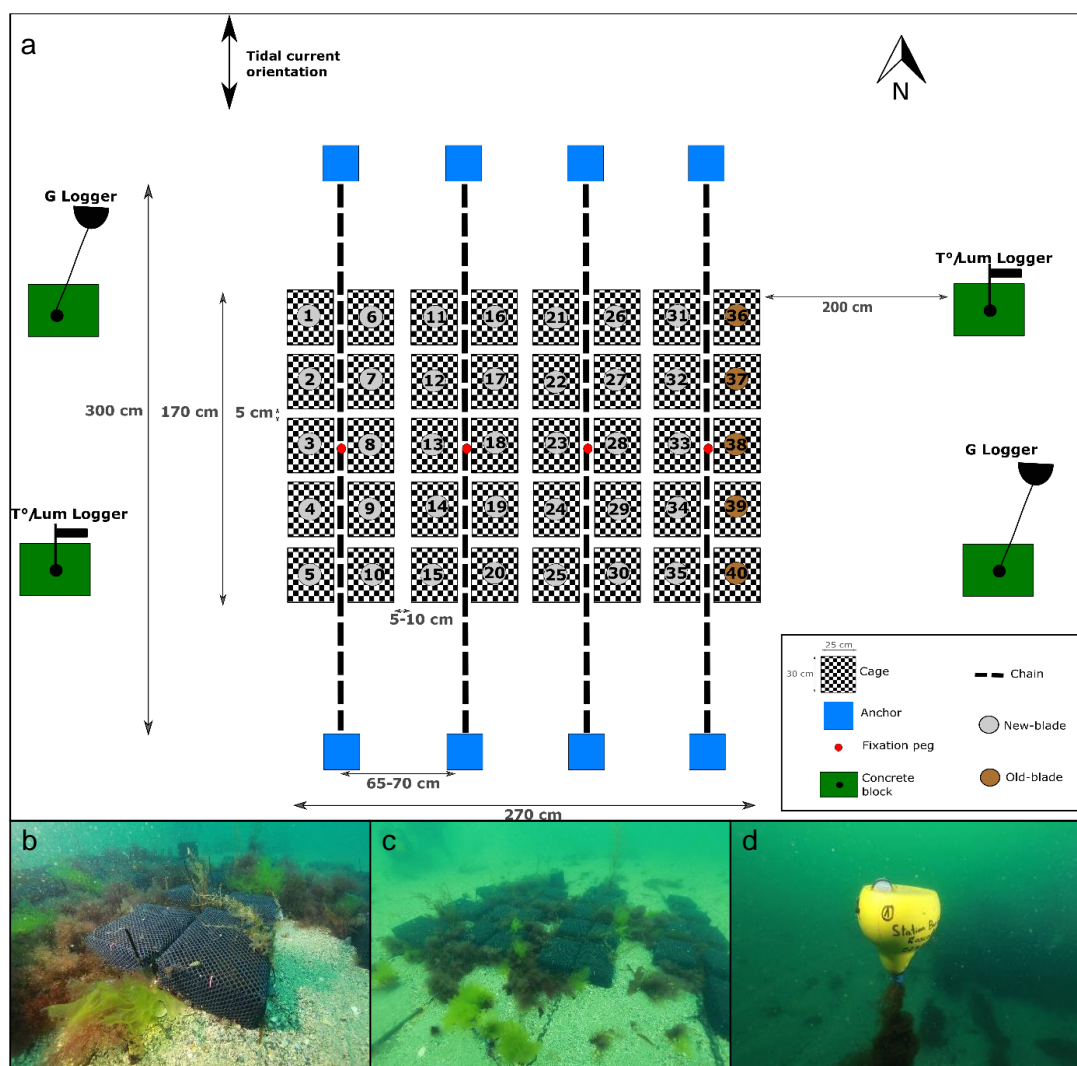 a
Tidal current
orientation
N
G Logger
T°/Lum Logger
200 cm
1 6 11 16 21 26 31 36
2 7 12 17 22 27 32 37
300 cm
170 cm
5 cm
3 8 13 18 23 28 33 38
G Logger
4 9 14 19 24 29 34 39
T°/Lum Logger
5 10 15 20 25 30 35 40
5-10 cm
25 cm
30 cm
Cage
Chain
Anchor
New-blade
Fixation peg
Concrete
block
Old-blade
65-70 cm
270 cm
b
c
d
Station